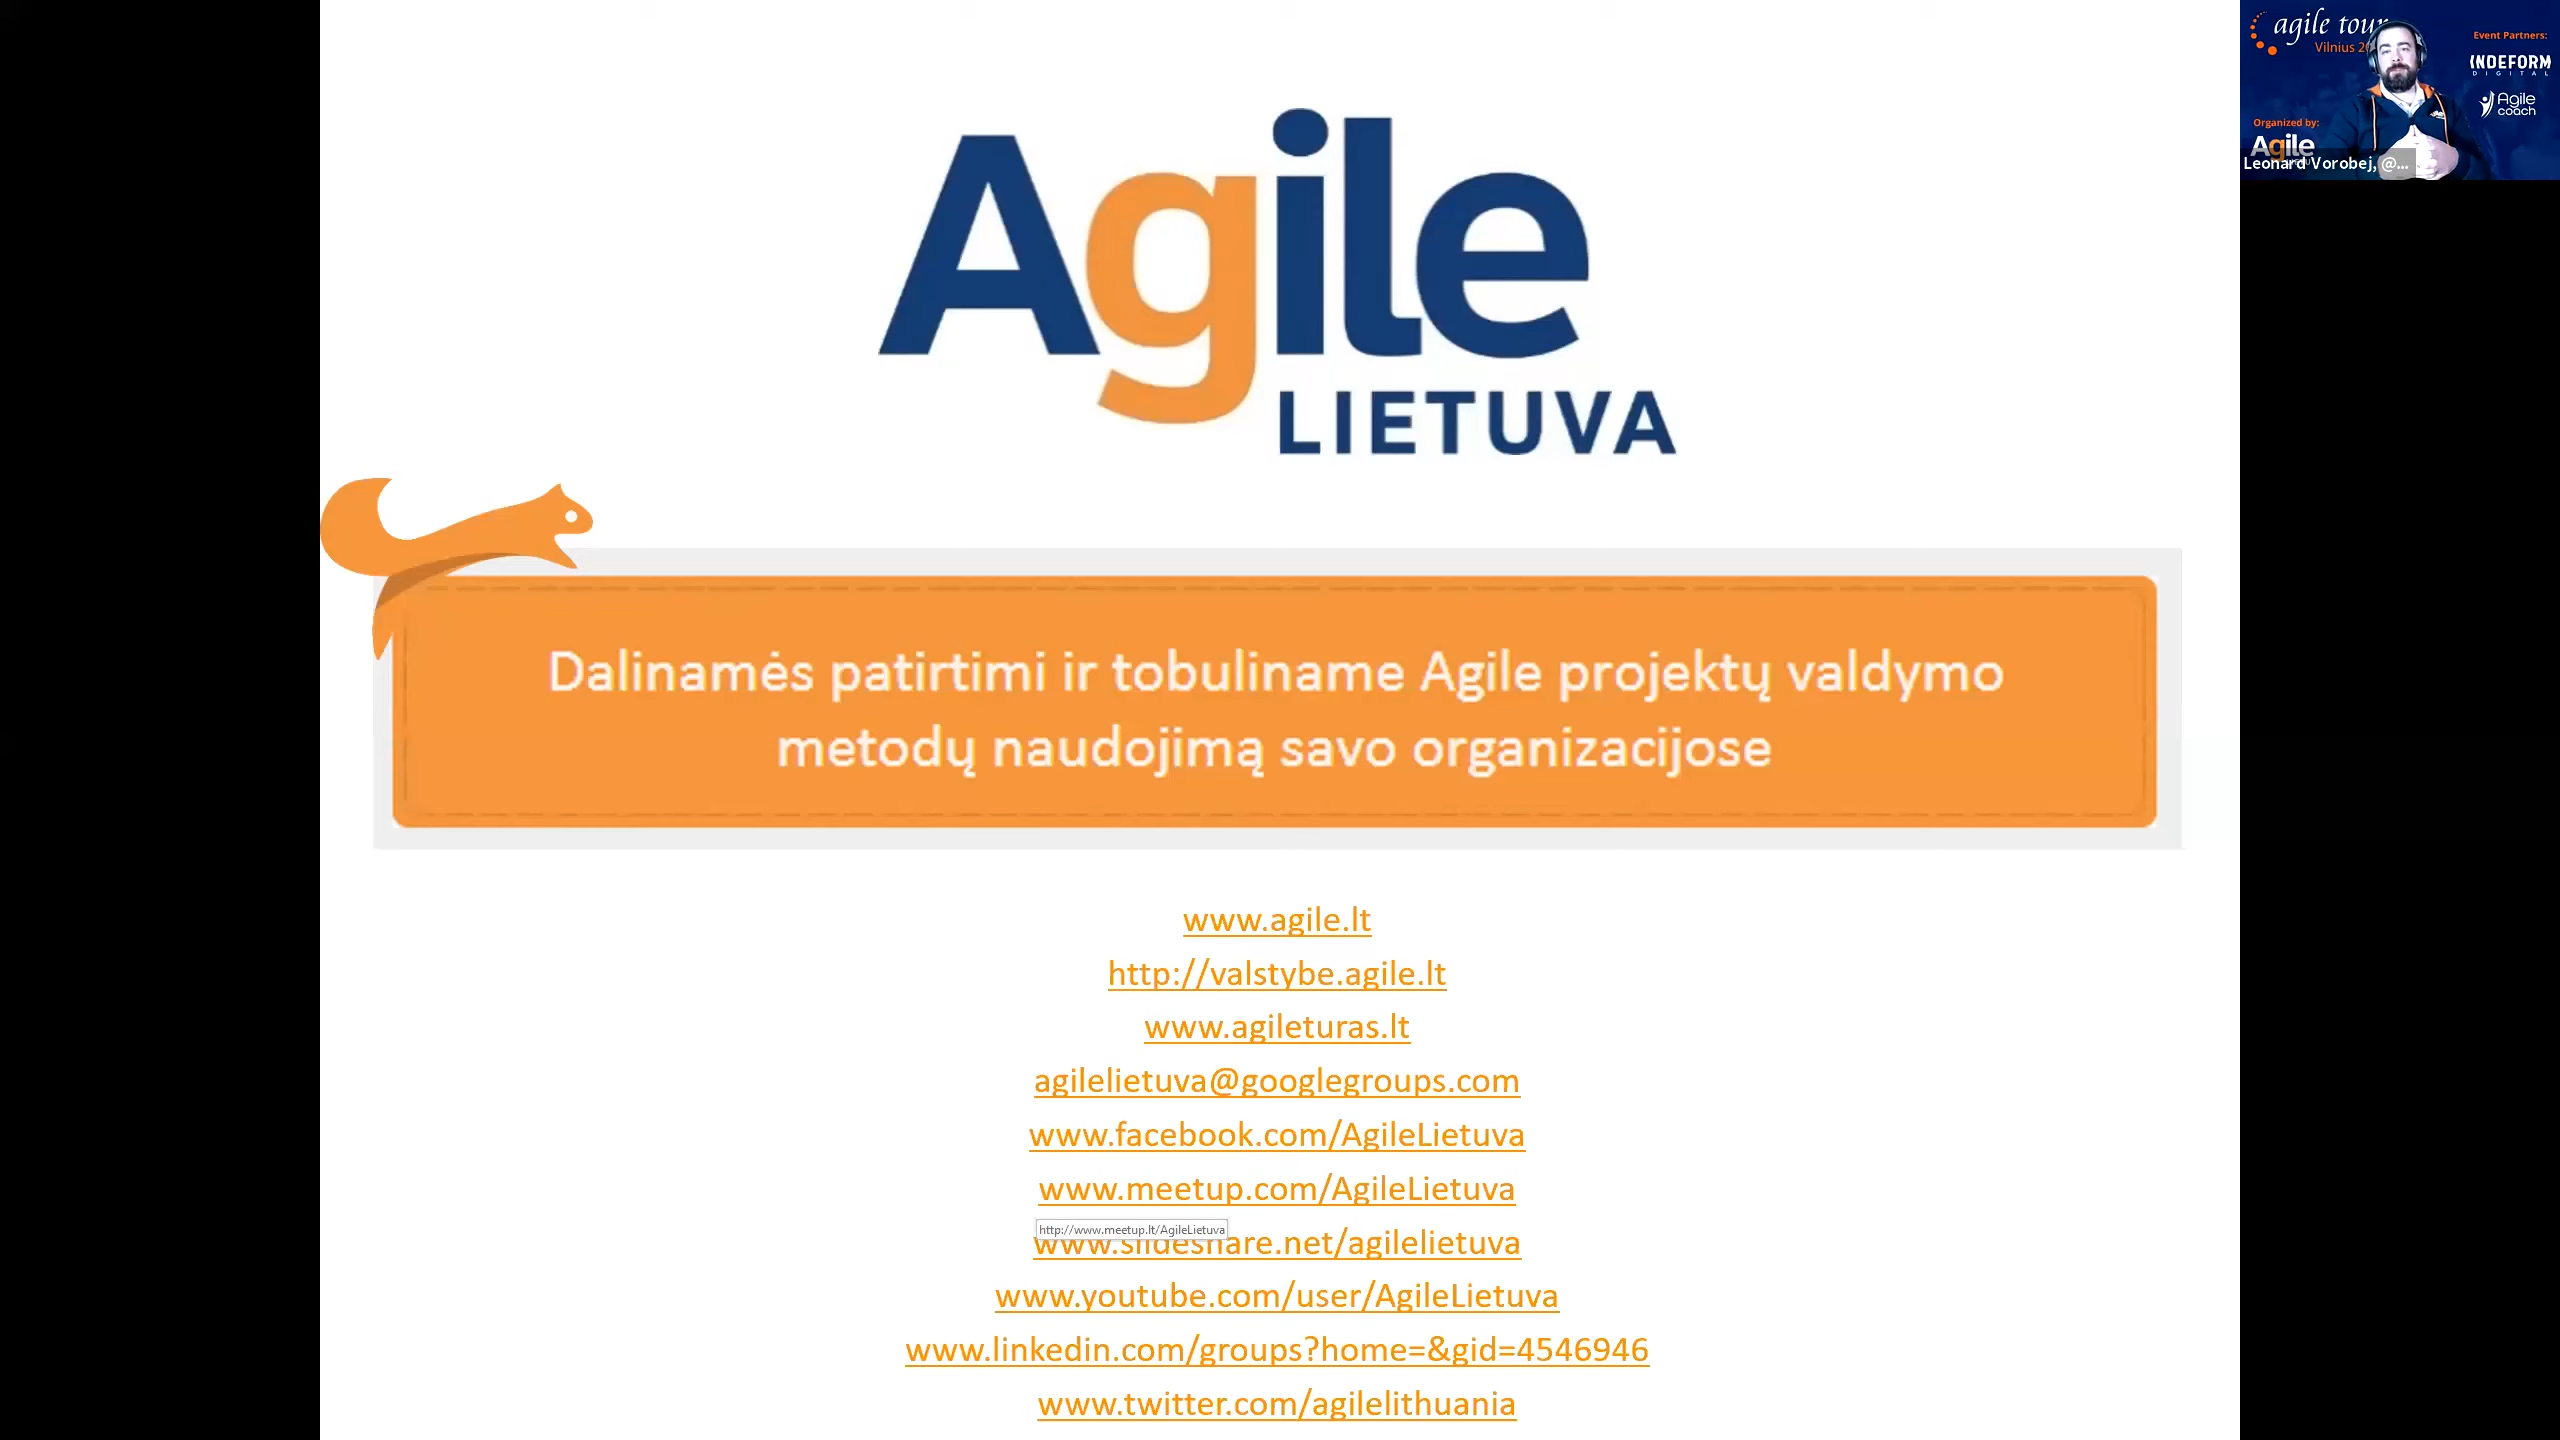 Agile
LIETUVA
Dalinamės patirtimi ir tobuliname Agile projektų valdymo
metodų naudojimą savo organizacijose
www.agile.lt
http://valstybe.agile.lt
www.agileturas.lt
agilelietuva@googlegroups.com
www.facebook.com/AgileLietuva
www.meetup.com/AgileLietuva
http://www.meetup.lt/AgileLietuva
www.slideshare.net/agilelietuva
www.youtube.com/user/AgileLietuva
www.linkedin.com/groups?home=&gid=4546946
www.twitter.com/agilelithuania
agile tour
Vilnius
Event Partners:
INDEFORM
DIGITAL
Agile
coach
Organized by:
Agile
Leonard Vorobej, @...